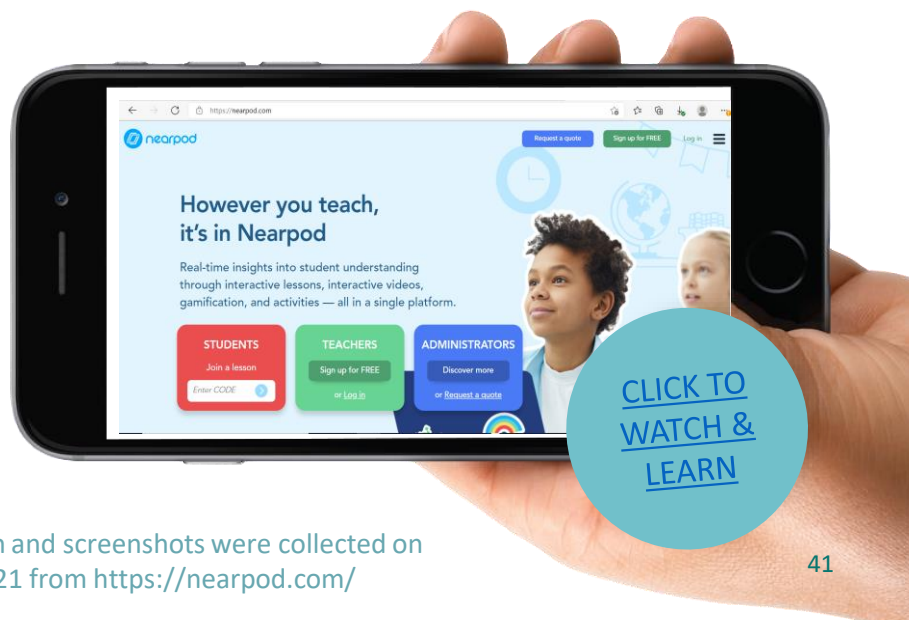 https://nearpod.com
nearpod
Request a quote
Sign up for FREE
Log in
However you teach,
it's in Nearpod
Real-time insights into student understanding
through interactive lessons, interactive videos,
gamification, and activities — all in a single platform.
STUDENTS
Join a lesson
Enter CODE
TEACHERS
Sign up for FREE
or Log in
ADMINISTRATORS
Discover more
or Request a quote
CLICK TO
WATCH &
LEARN
and screenshots were collected on
21 from https://nearpod.com/
41